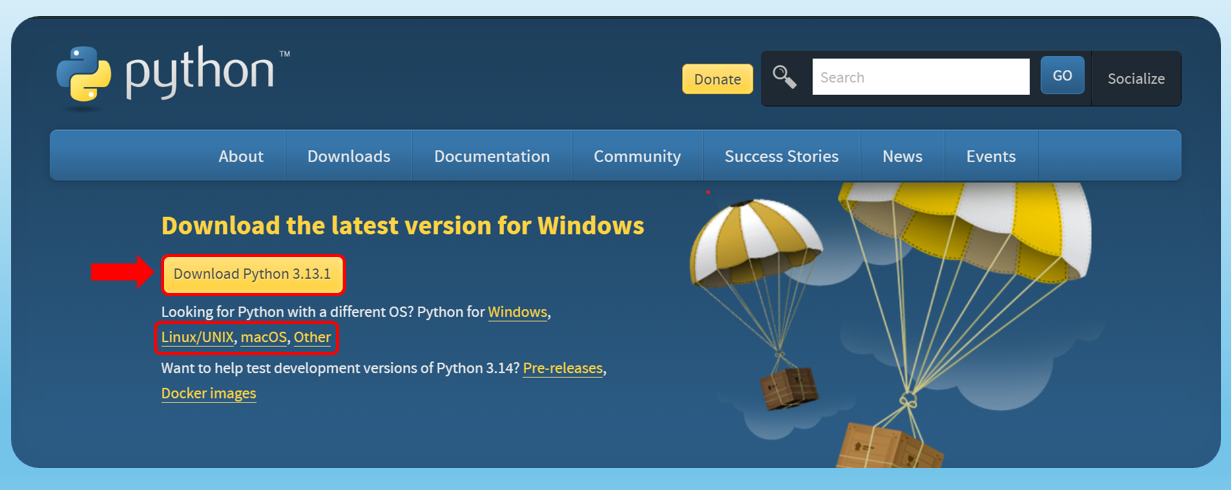 python™
Donate
Search
GO
Socialize
About
Downloads
Documentation
Community
Success Stories
News
Events
Download the latest version for Windows
Download Python 3.13.1
Looking for Python with a different OS? Python for Windows,
Linux/UNIX, macOS, Other
Want to help test development versions of Python 3.14? Pre-releases,
Docker images